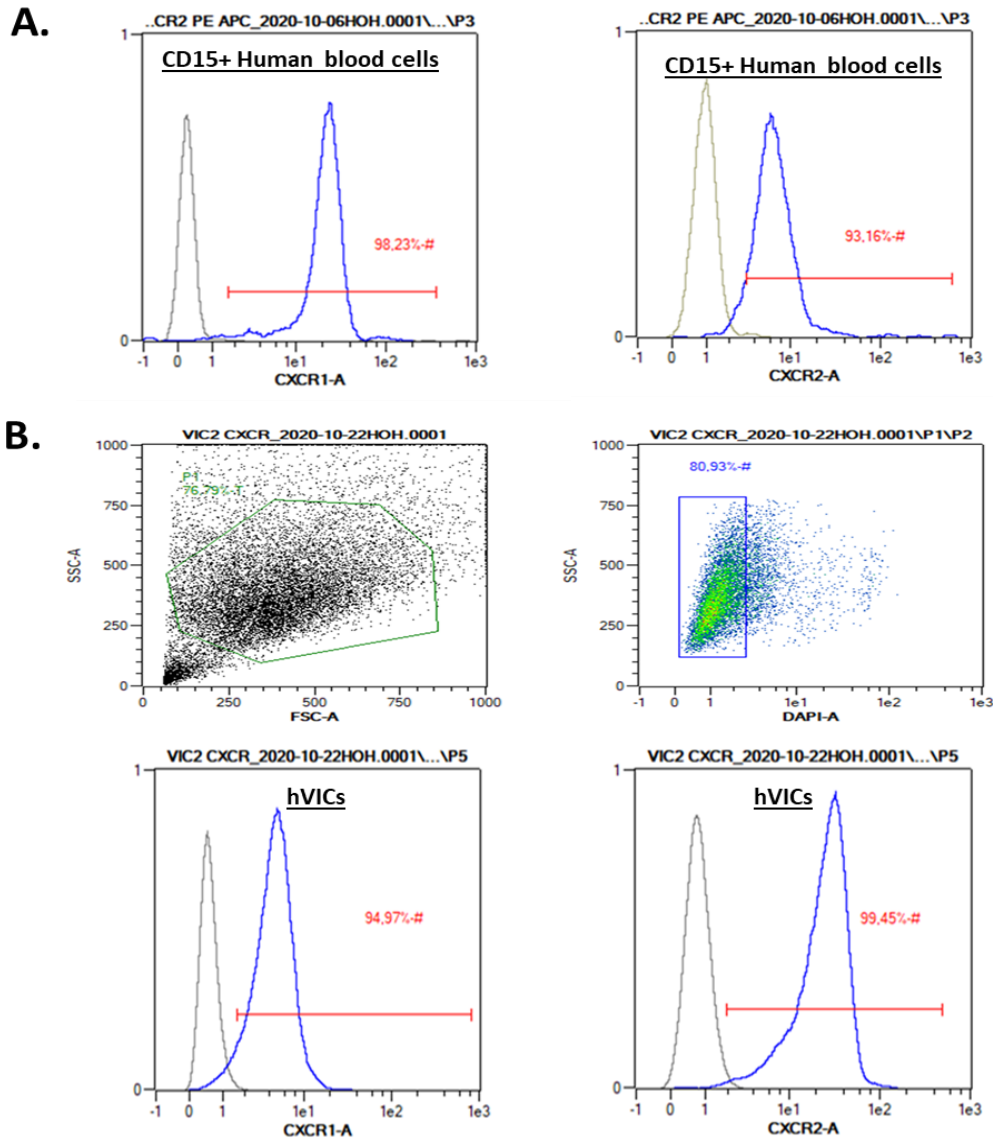 A.
..CR2 PE APC_2020-10-06HOH.0001\...\P3
1
CD15+ Human blood cells
98,23%-#
0
-1 0 1 1e1 1e2 1e3
CXCR1-A
..CR2 PE APC_2020-10-06HOH.0001\...\P3
1
CD15+ Human blood cells
93,16%-#
0
-1 0 1 1e1 1e2 1e3
CXCR2-A
B.
VIC2 CXCR_2020-10-22HOH.0001
1000
P1
76,79%-T
750
SSC-A
500
250
0
0 250 500 750 1000
FSC-A
VIC2 CXCR_2020-10-22HOH.0001\P1\P2
1000
80,93%-#
750
SSC-A
500
250
0
-1 0 1 1e1 1e2 1e3
DAPI-A
VIC2 CXCR_2020-10-22HOH.0001\...\P5
1
hVICs
94,97%-#
0
-1 0 1 1e1 1e2 1e3
CXCR1-A
VIC2 CXCR_2020-10-22HOH.0001\...\P5
1
hVICs
99,45%-#
0
-1 0 1 1e1 1e2 1e3
CXCR2-A